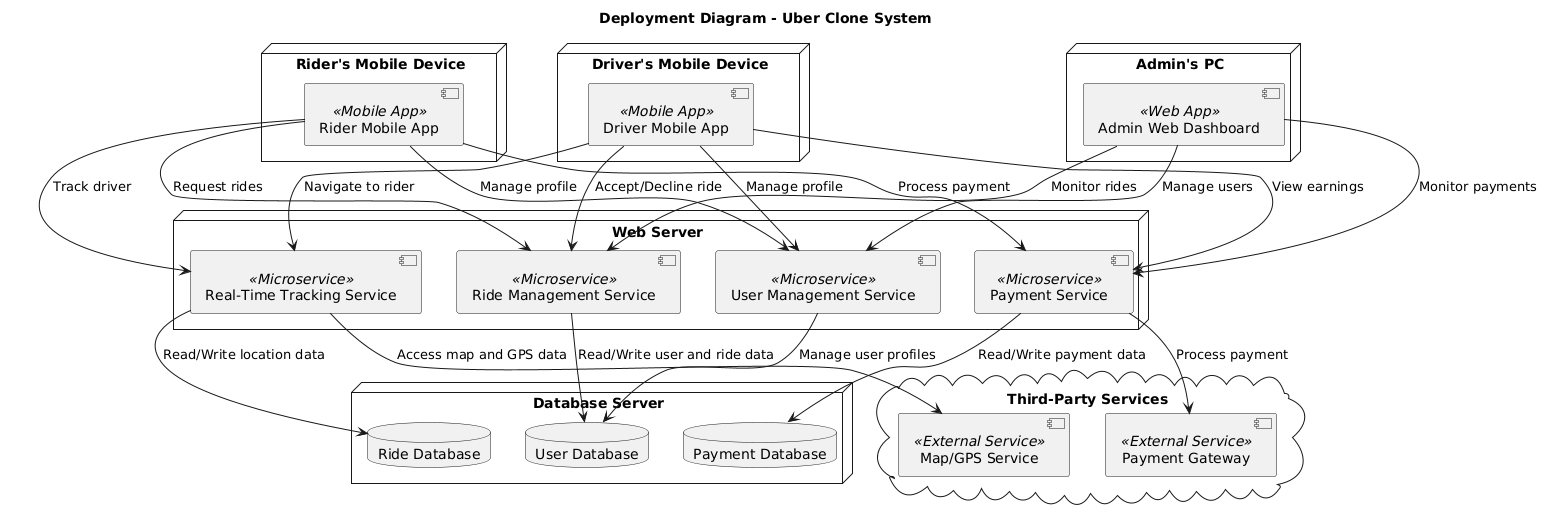 Deployment Diagram - Uber Clone System
Rider's Mobile Device
Driver's Mobile Device
Admin's PC
«Mobile App»
Rider Mobile App
«Mobile App»
Driver Mobile App
«Web App»
Admin Web Dashboard
Track driver
Request rides
Navigate to rider
Manage profile
Accept/Decline ride
Manage profile
Process payment
Monitor rides
Manage users
View earnings
Monitor payments
Web Server
«Microservice»
Real-Time Tracking Service
«Microservice»
Ride Management Service
«Microservice»
User Management Service
«Microservice»
Payment Service
Read/Write location data
Access map and GPS data
Read/Write user and ride data
Manage user profiles
Read/Write payment data
Process payment
Database Server
Ride Database
User Database
Payment Database
Third-Party Services
«External Service»
Map/GPS Service
«External Service»
Payment Gateway